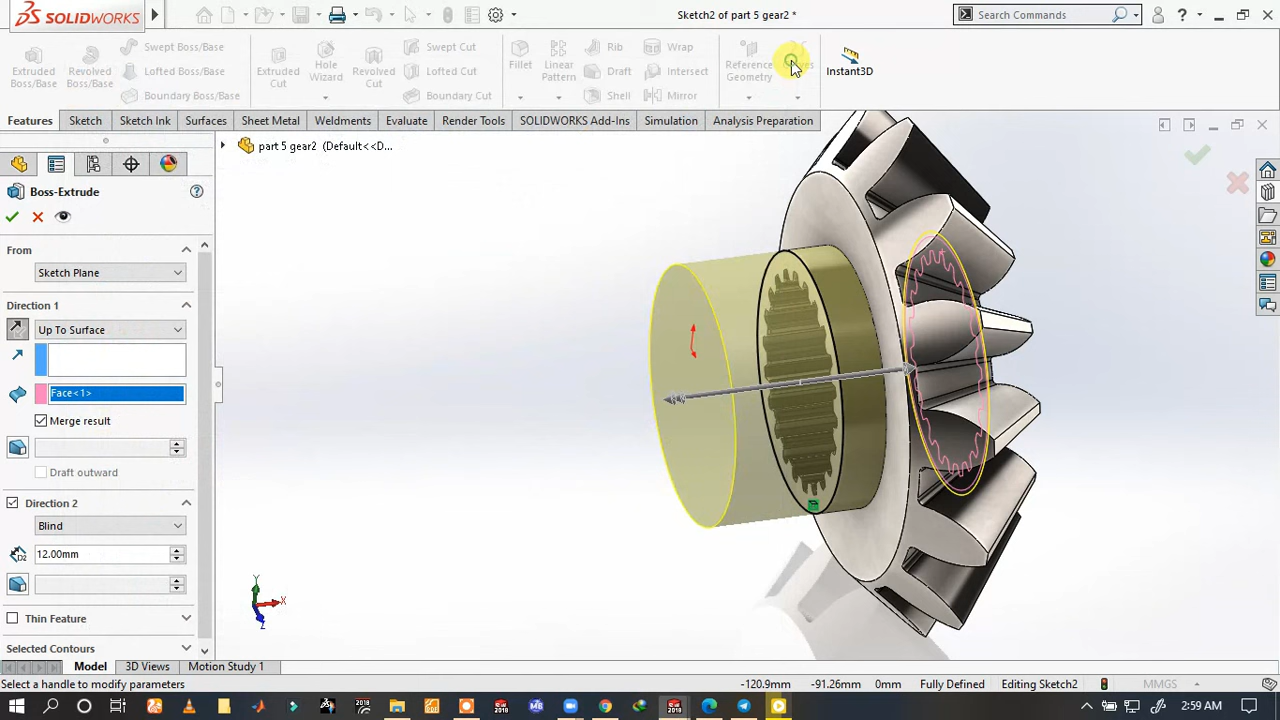 SOLIDWORKS
Sketch2 of part 5 gear2 *
Search Commands
Extruded Boss/Base
Revolved Boss/Base
Swept Boss/Base
Lofted Boss/Base
Boundary Boss/Base
Extruded Cut
Hole Wizard
Revolved Cut
Swept Cut
Lofted Cut
Boundary Cut
Fillet
Linear Pattern
Rib
Draft
Shell
Wrap
Intersect
Mirror
Reference Geometry
Instant3D
Features
Sketch
Sketch Ink
Surfaces
Sheet Metal
Weldments
Evaluate
Render Tools
SOLIDWORKS Add-Ins
Simulation
Analysis Preparation
part 5 gear2 (Default<<D...
Boss-Extrude
From
Sketch Plane
Direction 1
Up To Surface
Face<1>
Merge result
Draft outward
Direction 2
Blind
12.00mm
Thin Feature
Selected Contours
Y
X
Z
Model
3D Views
Motion Study 1
Select a handle to modify parameters
-120.9mm
-91.26mm
0mm
Fully Defined
Editing Sketch2
MMGS
2:59 AM